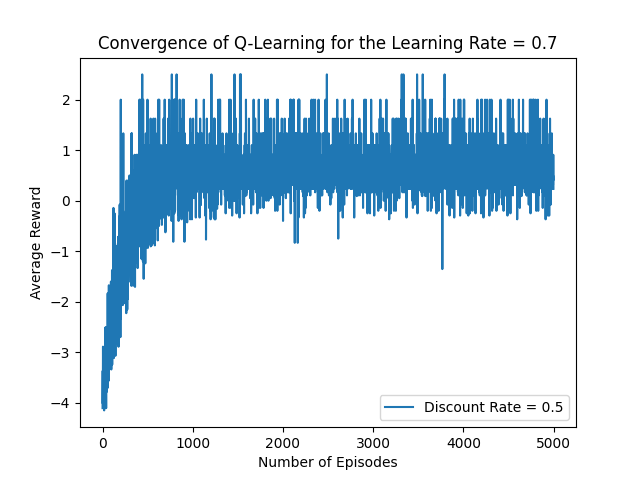 Convergence of Q-Learning for the Learning Rate = 0.7
2
1
0
−1
−2
−3
−4
Average Reward
Discount Rate = 0.5
0 1000 2000 3000 4000 5000
Number of Episodes